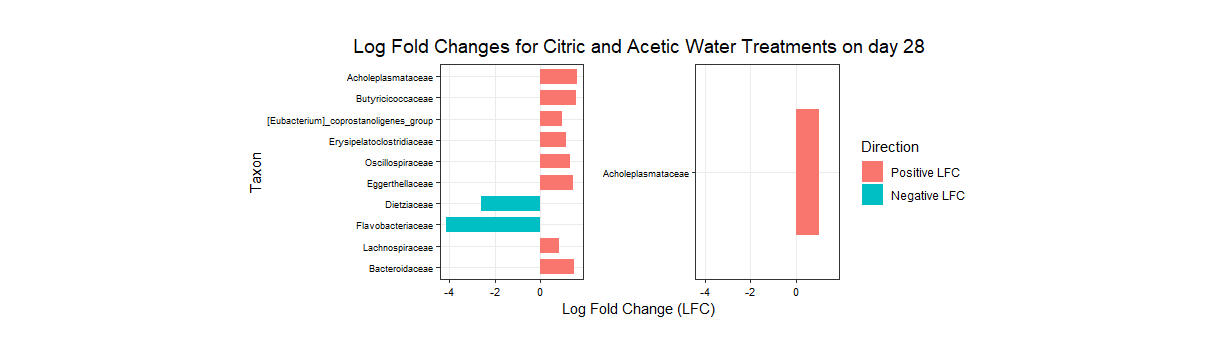 Log Fold Changes for Citric and Acetic Water Treatments on day 28
Taxon
Acholeplasmataceae
Butyricicoccaceae
[Eubacterium]_coprostanoligenes_group
Erysipelatoclostridiaceae
Oscillospiraceae
Eggerthellaceae
Dietziaceae
Flavobacteriaceae
Lachnospiraceae
Bacteroidaceae
-4 -2 0
Acholeplasmataceae
-4 -2 0
Log Fold Change (LFC)
Direction
Positive LFC
Negative LFC